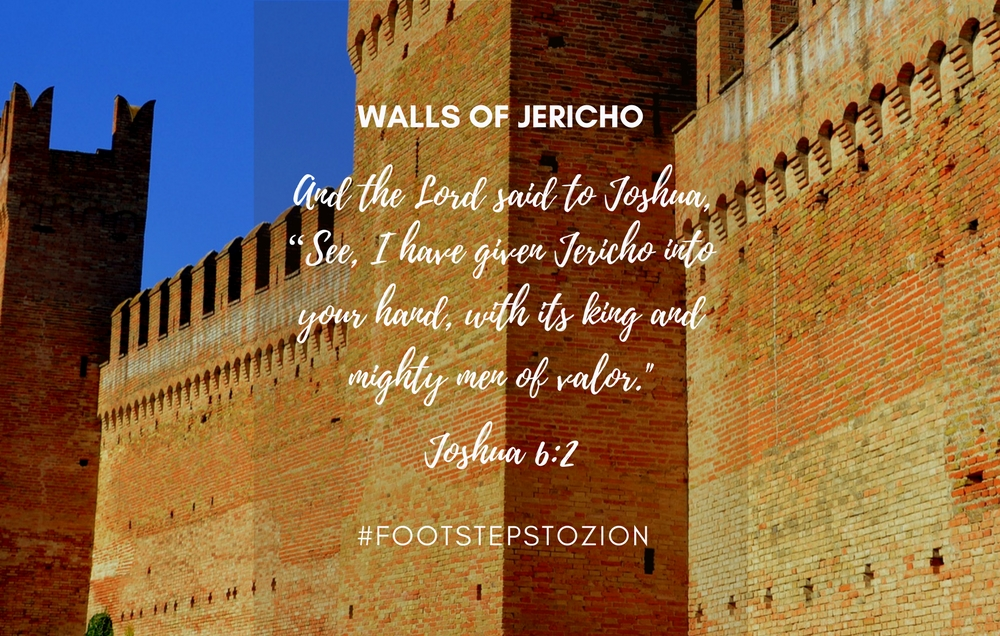 WALLS OF JERICHO
And the Lord said to Joshua,
“See, I have given Jericho into
your hand, with its king and
mighty men of valor."
Joshua 6:2
#FOOTSTEPSTOZION